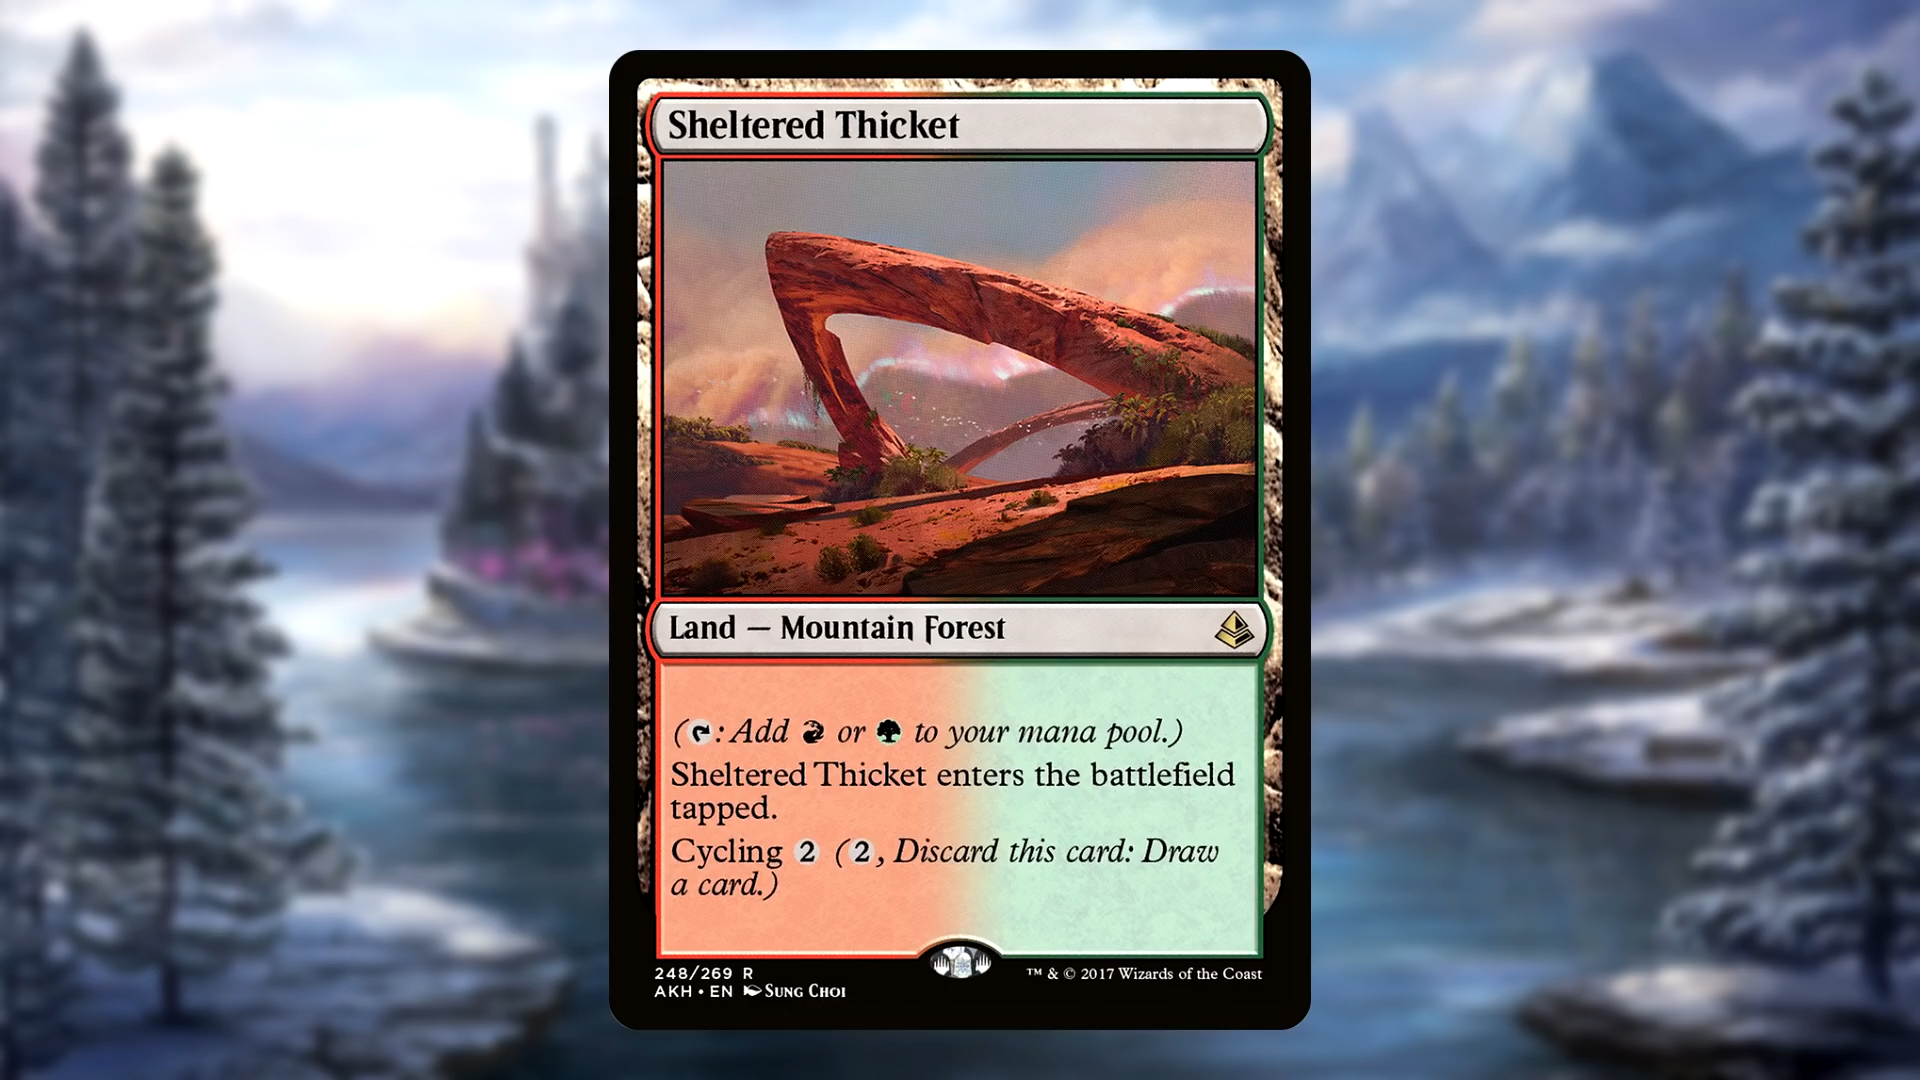 Sheltered Thicket
Land — Mountain Forest
(: Add or to your mana pool.)
Sheltered Thicket enters the battlefield
tapped.
Cycling 2 (2, Discard this card: Draw
a card.)
248/269 R
™ & © 2017 Wizards of the Coast
AKH • EN Sung Choi